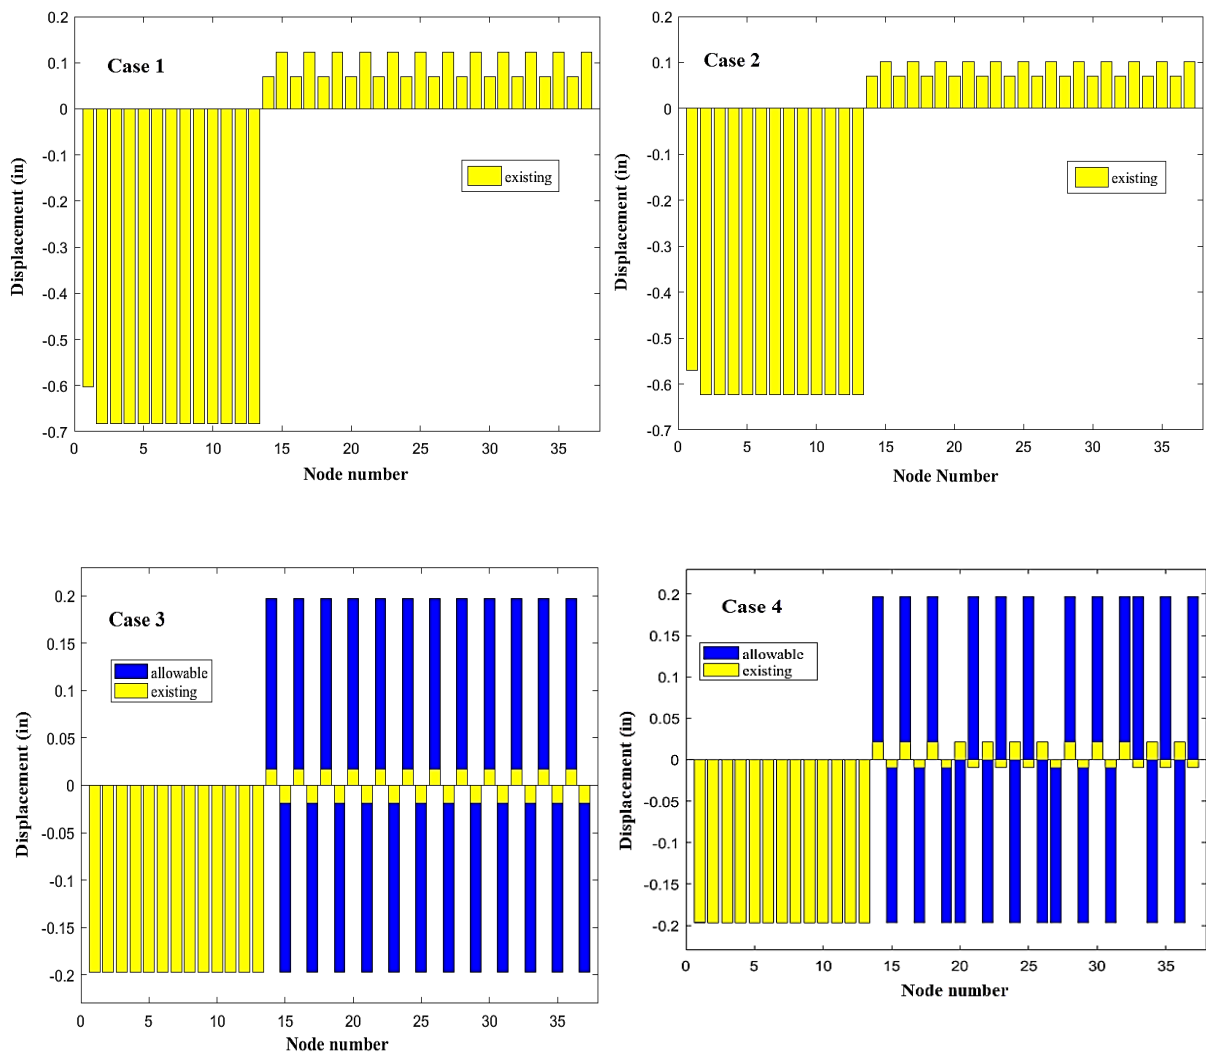 Case 1
0.2
0.1
0
-0.1
-0.2
-0.3
-0.4
-0.5
-0.6
-0.7
Displacement (in)
existing
0 5 10 15 20 25 30 35
Node number
Case 2
0.2
0.1
0
-0.1
-0.2
-0.3
-0.4
-0.5
-0.6
-0.7
Displacement (in)
existing
0 5 10 15 20 25 30 35
Node Number
Case 3
0.2
0.15
0.1
0.05
0
-0.05
-0.1
-0.15
-0.2
Displacement (in)
allowable
existing
0 5 10 15 20 25 30 35
Node number
Case 4
0.2
0.15
0.1
0.05
0
-0.05
-0.1
-0.15
-0.2
Displacement (in)
allowable
existing
0 5 10 15 20 25 30 35
Node number